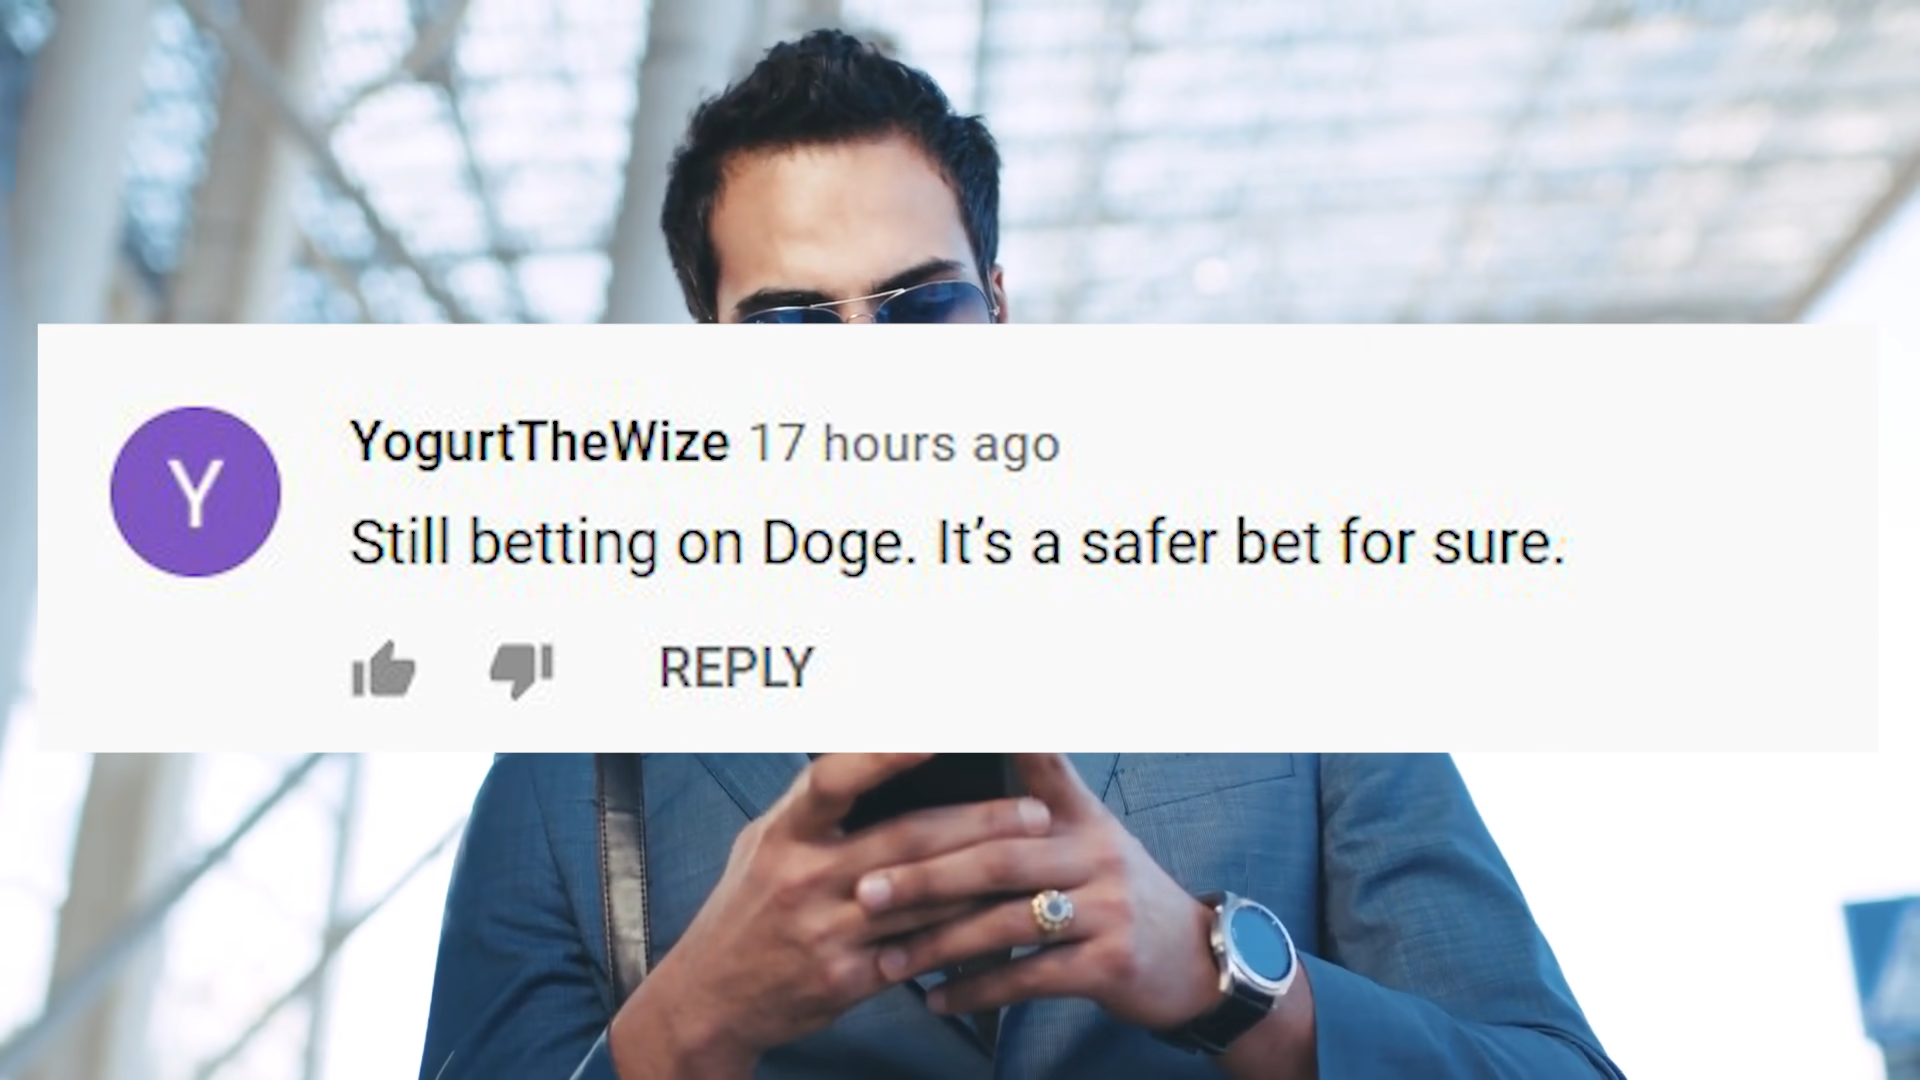 Y
YogurtTheWize 17 hours ago
Still betting on Doge. It’s a safer bet for sure.
REPLY